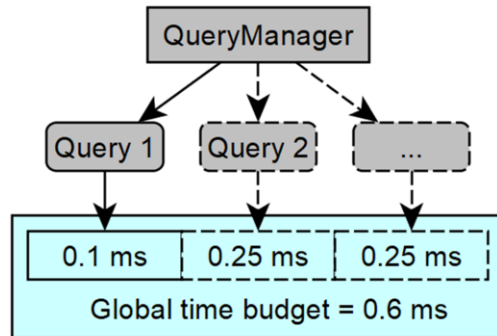 QueryManager
Query 1
Query 2
...
0.1 ms
0.25 ms
0.25 ms
Global time budget = 0.6 ms